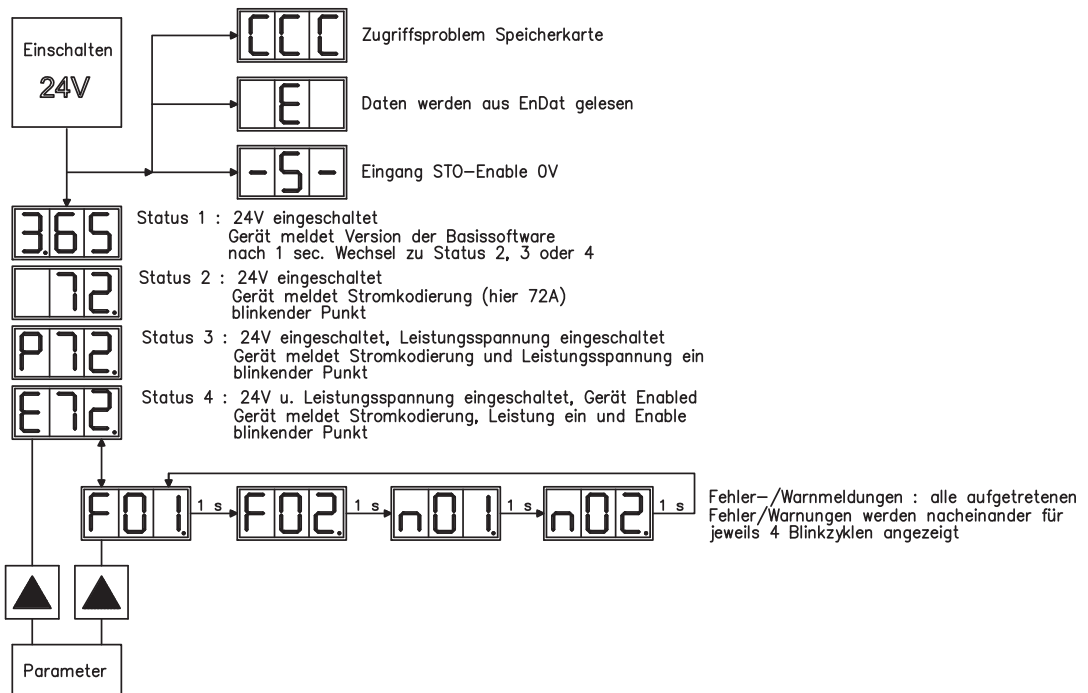 Einschalten
24V
CCC
Zugriffsproblem Speicherkarte
E
Daten werden aus EnDat gelesen
-S-
Eingang STO-Enable 0V
3.65
Status 1 : 24V eingeschaltet
Gerät meldet Version der Basissoftware
nach 1 sec. Wechsel zu Status 2, 3 oder 4
72.
Status 2 : 24V eingeschaltet
Gerät meldet Stromkodierung (hier 72A)
blinkender Punkt
P72.
Status 3 : 24V eingeschaltet, Leistungsspannung eingeschaltet
Gerät meldet Stromkodierung und Leistungsspannung ein
blinkender Punkt
E72.
Status 4 : 24V u. Leistungsspannung eingeschaltet, Gerät Enabled
Gerät meldet Stromkodierung, Leistung ein und Enable
blinkender Punkt
F01. 1 s F02. 1 s n01. 1 s n02. 1 s
Fehler-/Warnmeldungen : alle aufgetretenen
Fehler/Warnungen werden nacheinander für
jeweils 4 Blinkzyklen angezeigt
Parameter